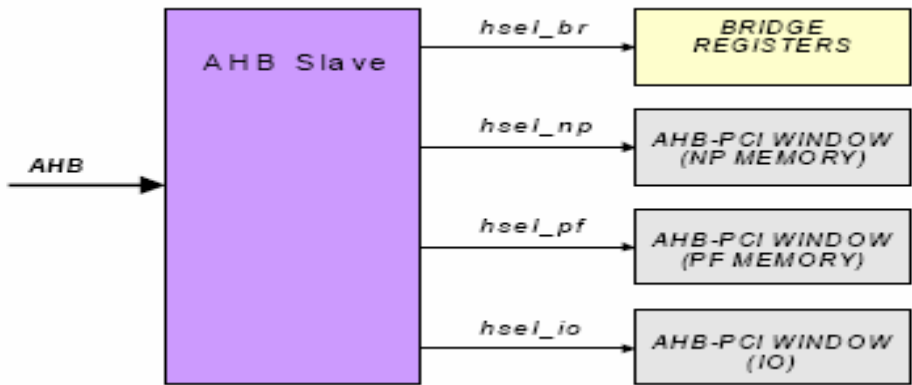 hsel_br
BRIDGE
REGISTERS
AHB Slave
hsel_np
AHB-PCI WINDOW
(NP MEMORY)
AHB
hsel_pf
AHB-PCI WINDOW
(PF MEMORY)
hsel_io
AHB-PCI WINDOW
(IO)